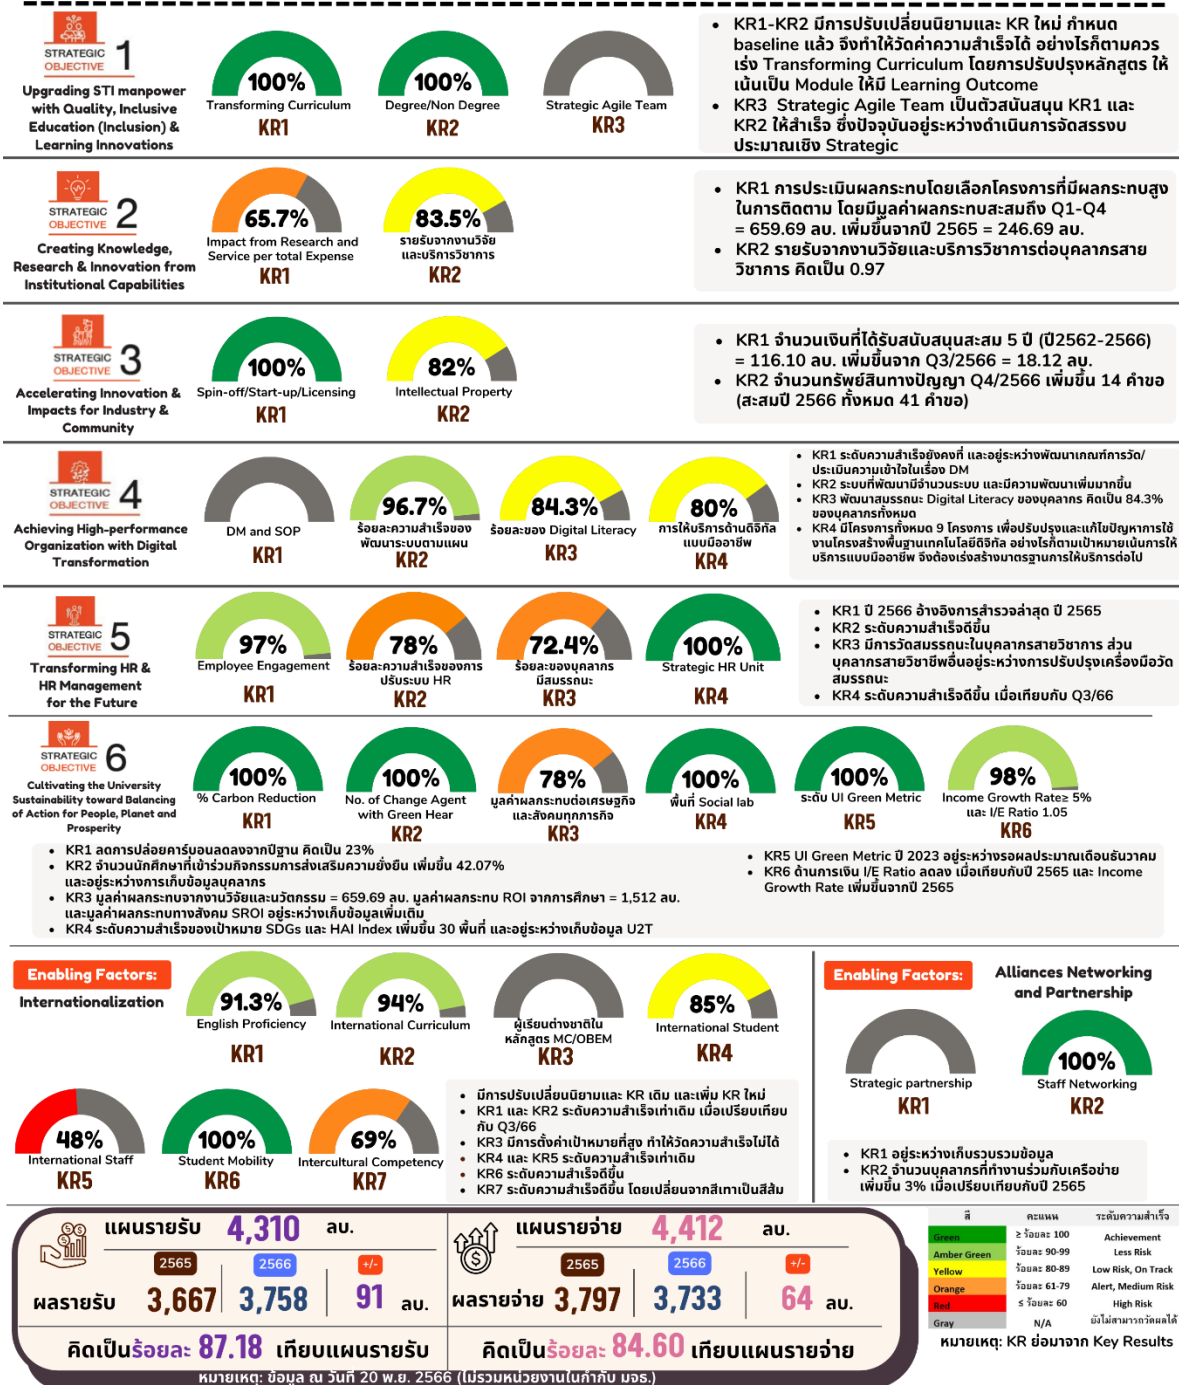 STRATEGIC
OBJECTIVE 1
Upgrading STI manpower
with Quality, Inclusive
Education (Inclusion) &
Learning Innovations
100%
Transforming Curriculum
KR1
100%
Degree/Non Degree
KR2
Strategic Agile Team
KR3
• KR1-KR2 มีการปรับเปลี่ยนนิยามและ KR ใหม่ กำหนด
baseline แล้ว จึงทำให้วัดค่าความสำเร็จได้ อย่างไรก็ตามควร
เร่ง Transforming Curriculum โดยการปรับปรุงหลักสูตร ให้
เน้นเป็น Module ให้มี Learning Outcome
• KR3 Strategic Agile Team เป็นตัวสนันสนุน KR1 และ
KR2 ให้สำเร็จ ซึ่งปัจจุบันอยู่ระหว่างดำเนินการจัดสรรงบ
ประมาณเชิง Strategic
STRATEGIC
OBJECTIVE 2
Creating Knowledge,
Research & Innovation from
Institutional Capabilities
65.7%
Impact from Research and
Service per total Expense
KR1
83.5%
รายรับจากงานวิจัย
และบริการวิชาการ
KR2
• KR1 การประเมินผลกระทบโดยเลือกโครงการที่มีผลกระทบสูง
ในการติดตาม โดยมีมูลค่าผลกระทบสะสมถึง Q1-Q4
= 659.69 ลบ. เพิ่มขึ้นจากปี 2565 = 246.69 ลบ.
• KR2 รายรับจากงานวิจัยและบริการวิชาการต่อบุคลากรสาย
วิชาการ คิดเป็น 0.97
STRATEGIC
OBJECTIVE 3
Accelerating Innovation &
Impacts for Industry &
Community
100%
Spin-off/Start-up/Licensing
KR1
82%
Intellectual Property
KR2
• KR1 จำนวนเงินที่ได้รับสนับสนุนสะสม 5 ปี (ปี2562-2566)
= 116.10 ลบ. เพิ่มขึ้นจาก Q3/2566 = 18.12 ลบ.
• KR2 จำนวนทรัพย์สินทางปัญญา Q4/2566 เพิ่มขึ้น 14 คำขอ
(สะสมปี 2566 ทั้งหมด 41 คำขอ)
STRATEGIC
OBJECTIVE 4
Achieving High-performance
Organization with Digital
Transformation
DM and SOP
KR1
96.7%
ร้อยละความสำเร็จของ
พัฒนาระบบตามแผน
KR2
84.3%
ร้อยละของ Digital Literacy
KR3
80%
การให้บริการด้านดิจิทัล
แบบมืออาชีพ
KR4
• KR1 ระดับความสำเร็จยังคงที่ และอยู่ระหว่างพัฒนาเกณฑ์การวัด/
ประเมินความเข้าใจในเรื่อง DM
• KR2 ระบบที่พัฒนามีจำนวนระบบ และมีความพัฒนาเพิ่มมากขึ้น
• KR3 พัฒนาสมรรถนะ Digital Literacy ของบุคลากร คิดเป็น 84.3%
ของบุคลากรทั้งหมด
• KR4 มีโครงการทั้งหมด 9 โครงการ เพื่อปรับปรุงและแก้ไขปัญหาการใช้
งานโครงสร้างพื้นฐานเทคโนโลยีดิจิทัล อย่างไรก็ตามเป้าหมายเน้นการให้
บริการแบบมืออาชีพ จึงต้องเร่งสร้างมาตรฐานการให้บริการต่อไป
STRATEGIC
OBJECTIVE 5
Transforming HR &
HR Management
for the Future
97%
Employee Engagement
KR1
78%
ร้อยละความสำเร็จของการ
ปรับระบบ HR
KR2
72.4%
ร้อยละของบุคลากร
มีสมรรถนะ
KR3
100%
Strategic HR Unit
KR4
• KR1 ปี 2566 อ้างอิงการสำรวจล่าสุด ปี 2565
• KR2 ระดับความสำเร็จดีขึ้น
• KR3 มีการวัดสมรรถนะในบุคลากรสายวิชาการ ส่วน
บุคลากรสายวิชาชีพอื่นอยู่ระหว่างการปรับปรุงเครื่องมือวัด
สมรรถนะ
• KR4 ระดับความสำเร็จดีขึ้น เมื่อเทียบกับ Q3/66
STRATEGIC
OBJECTIVE 6
Cultivating the University
Sustainability toward Balancing
of Action for People, Planet and
Prosperity
100%
% Carbon Reduction
KR1
100%
No. of Change Agent
with Green Hear
KR2
78%
มูลค่าผลกระทบต่อเศรษฐกิจ
และสังคมทุกภารกิจ
KR3
100%
พื้นที่ Social lab
KR4
100%
ระดับ UI Green Metric
KR5
98%
Income Growth Rate≥ 5%
และ I/E Ratio 1.05
KR6
• KR1 ลดการปล่อยคาร์บอนลดลงจากปีฐาน คิดเป็น 23%
• KR2 จำนวนนักศึกษาที่เข้าร่วมกิจกรรมการส่งเสริมความยั่งยืน เพิ่มขึ้น 42.07%
และอยู่ระหว่างการเก็บข้อมูลบุคลากร
• KR3 มูลค่าผลกระทบจากงานวิจัยและนวัตกรรม = 659.69 ลบ. มูลค่าผลกระทบ ROI จากการศึกษา = 1,512 ลบ.
และมูลค่าผลกระทบทางสังคม SROI อยู่ระหว่างเก็บข้อมูลเพิ่มเติม
• KR4 ระดับความสำเร็จของเป้าหมาย SDGs และ HAI Index เพิ่มขึ้น 30 พื้นที่ และอยู่ระหว่างเก็บข้อมูล U2T
• KR5 UI Green Metric ปี 2023 อยู่ระหว่างรอผลประมาณเดือนธันวาคม
• KR6 ด้านการเงิน I/E Ratio ลดลง เมื่อเทียบกับปี 2565 และ Income
Growth Rate เพิ่มขึ้นจากปี 2565
Enabling Factors:
Internationalization
91.3%
English Proficiency
KR1
94%
International Curriculum
KR2
ผู้เรียนต่างชาติใน
หลักสูตร MC/OBEM
KR3
85%
International Student
KR4
48%
International Staff
KR5
100%
Student Mobility
KR6
69%
Intercultural Competency
KR7
• มีการปรับเปลี่ยนนิยามและ KR เดิม และเพิ่ม KR ใหม่
• KR1 และ KR2 ระดับความสำเร็จเท่าเดิม เมื่อเปรียบเทียบ
กับ Q3/66
• KR3 มีการตั้งค่าเป้าหมายที่สูง ทำให้วัดความสำเร็จไม่ได้
• KR4 และ KR5 ระดับความสำเร็จเท่าเดิม
• KR6 ระดับความสำเร็จดีขึ้น
• KR7 ระดับความสำเร็จดีขึ้น โดยเปลี่ยนจากสีเทาเป็นสีส้ม
Enabling Factors:
Alliances Networking
and Partnership
Strategic partnership
KR1
100%
Staff Networking
KR2
• KR1 อยู่ระหว่างเก็บรวบรวมข้อมูล
• KR2 จำนวนบุคลากรที่ทำงานร่วมกับเครือข่าย
เพิ่มขึ้น 3% เมื่อเปรียบเทียบกับปี 2565
แผนรายรับ 4,310 ลบ.
2565 2566 +/-
ผลรายรับ 3,667 3,758 91 ลบ.
คิดเป็นร้อยละ 87.18 เทียบแผนรายรับ
แผนรายจ่าย 4,412 ลบ.
2565 2566 +/-
ผลรายจ่าย 3,797 3,733 64 ลบ.
คิดเป็นร้อยละ 84.60 เทียบแผนรายจ่าย
หมายเหตุ: ข้อมูล ณ วันที่ 20 พ.ย. 2566 (ไม่รวมหน่วยงานในกำกับ มจธ.)
สี คะแนน ระดับความสำเร็จ
Green ≥ ร้อยละ 100 Achievement
Amber Green ร้อยละ 90-99 Less Risk
Yellow ร้อยละ 80-89 Low Risk, On Track
Orange ร้อยละ 61-79 Alert, Medium Risk
Red ≤ ร้อยละ 60 High Risk
Gray N/A ยังไม่สามารถวัดผลได้
หมายเหตุ: KR ย่อมาจาก Key Results